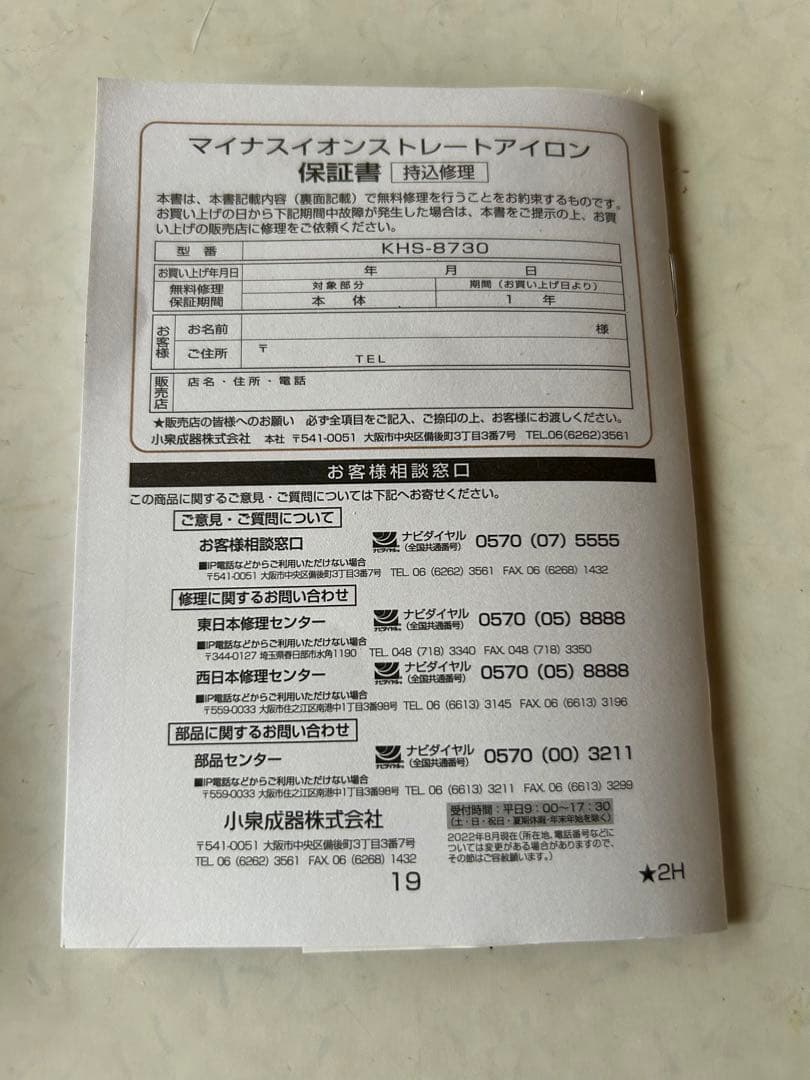 マイナスイオンストレートアイロン
保証書 持込修理
本書は、本書記載内容（裏面記載）で無料修理を行うことをお約束するものです。
お買い上げの日から下記期間中故障が発生した場合は、本書をご提示の上、お買
い上げの販売店に修理をご依頼ください。
型番 KHS-8730
お買い上げ年月日 年 月 日
無料修理 対象部分 期間（お買い上げ日より）
保証期間 本体 1年
お客様 お名前 様
ご住所 〒
TEL
販売店 店名・住所・電話
★販売店の皆様へのお願い 必ず全項目をご記入、ご捺印の上、お客様にお渡しください。
小泉成器株式会社 本社 〒541-0051 大阪市中央区備後町3丁目3番7号 TEL.06(6262)3561
お客様相談窓口
この商品に関するご意見・ご質問については下記へお寄せください。
ご意見・ご質問について
お客様相談窓口 ナビダイヤル（全国共通番号） 0570（07）5555
■IP電話などからご利用いただけない場合
〒541-0051 大阪市中央区備後町3丁目3番7号 TEL. 06（6262）3561 FAX. 06（6268）1432
修理に関するお問い合わせ
東日本修理センター ナビダイヤル（全国共通番号） 0570（05）8888
■IP電話などからご利用いただけない場合
〒344-0127 埼玉県春日部市水角1190 TEL. 048（718）3340 FAX. 048（718）3350
西日本修理センター ナビダイヤル（全国共通番号） 0570（05）8888
■IP電話などからご利用いただけない場合
〒559-0033 大阪市住之江区南港中1丁目3番98号 TEL. 06（6613）3145 FAX. 06（6613）3196
部品に関するお問い合わせ
部品センター ナビダイヤル（全国共通番号） 0570（00）3211
■IP電話などからご利用いただけない場合
〒559-0033 大阪市住之江区南港中1丁目3番98号 TEL. 06（6613）3211 FAX. 06（6613）3299
小泉成器株式会社
〒541-0051 大阪市中央区備後町3丁目3番7号
TEL. 06（6262）3561 FAX. 06（6268）1432
受付時間：平日9：00～17：30
（土・日・祝日・夏期休暇・年末年始を除く）
2022年8月現在（所在地、電話番号などに
ついては変更がある場合がありますので、
その節はご容赦願います。）
19
★2H